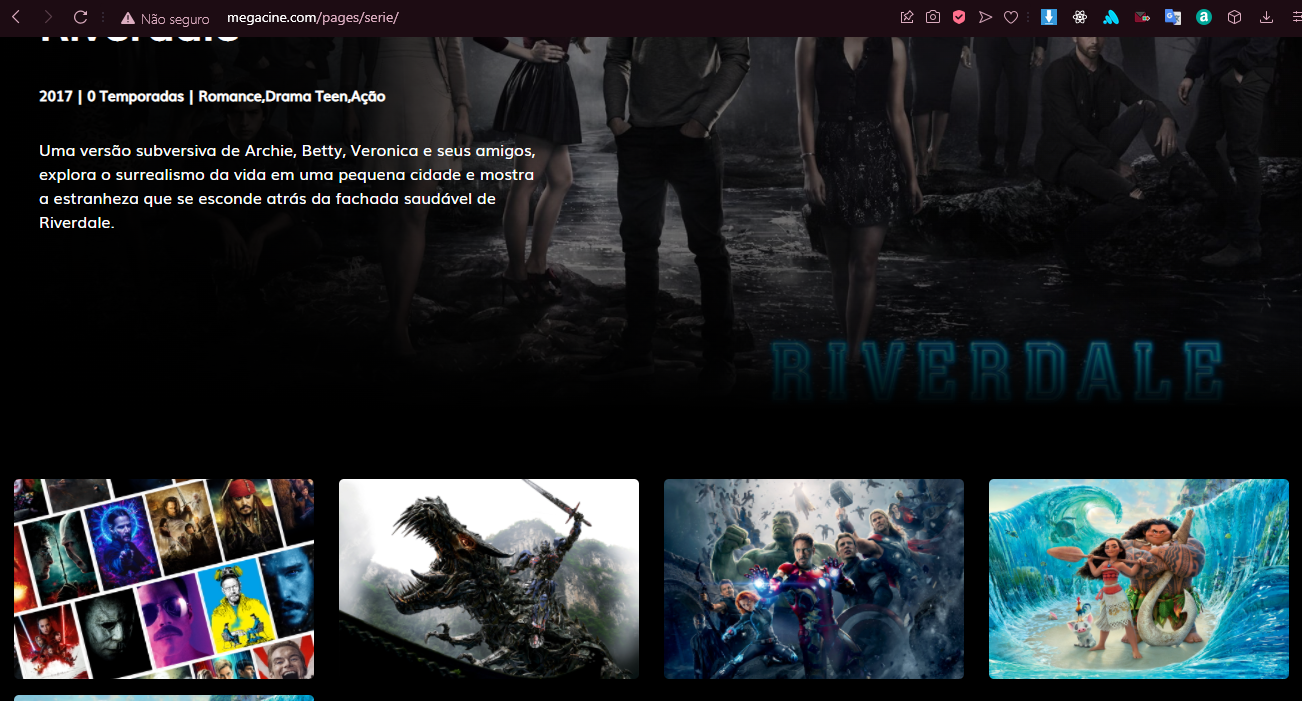 Não seguro megacine.com/pages/serie/
Riverdale
2017 | 0 Temporadas | Romance,Drama Teen,Ação
Uma versão subversiva de Archie, Betty, Veronica e seus amigos,
explora o surrealismo da vida em uma pequena cidade e mostra
a estranheza que se esconde atrás da fachada saudável de
Riverdale.
RIVERDALE